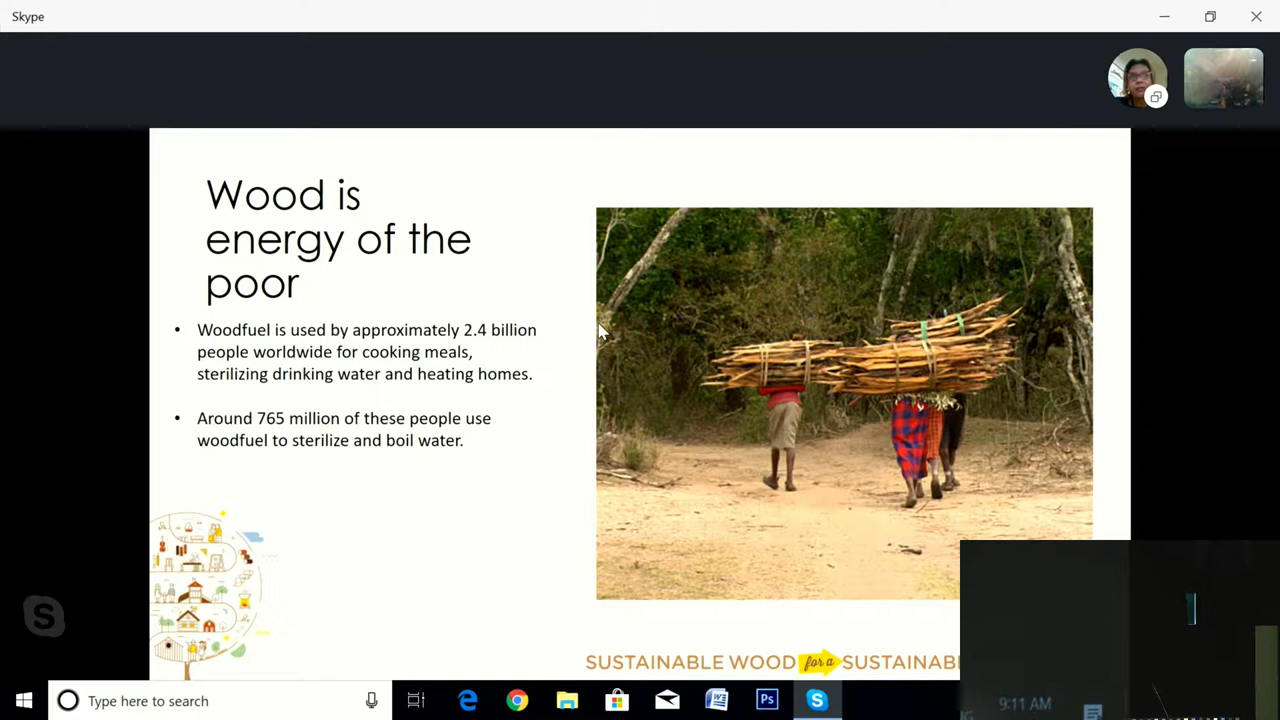 Skype
Wood is
energy of the
poor
• Woodfuel is used by approximately 2.4 billion
people worldwide for cooking meals,
sterilizing drinking water and heating homes.
• Around 765 million of these people use
woodfuel to sterilize and boil water.
SUSTAINABLE WOOD for a SUSTAINAB
Type here to search
9:11 AM